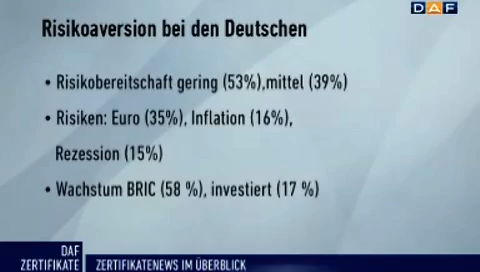 DAF
Risikoaversion bei den Deutschen
• Risikobereitschaft gering (53%),mittel (39%)
• Risiken: Euro (35%), Inflation (16%),
Rezession (15%)
• Wachstum BRIC (58 %), investiert (17 %)
DAF
ZERTIFIKATE
ZERTIFIKATENEWS IM ÜBERBLICK